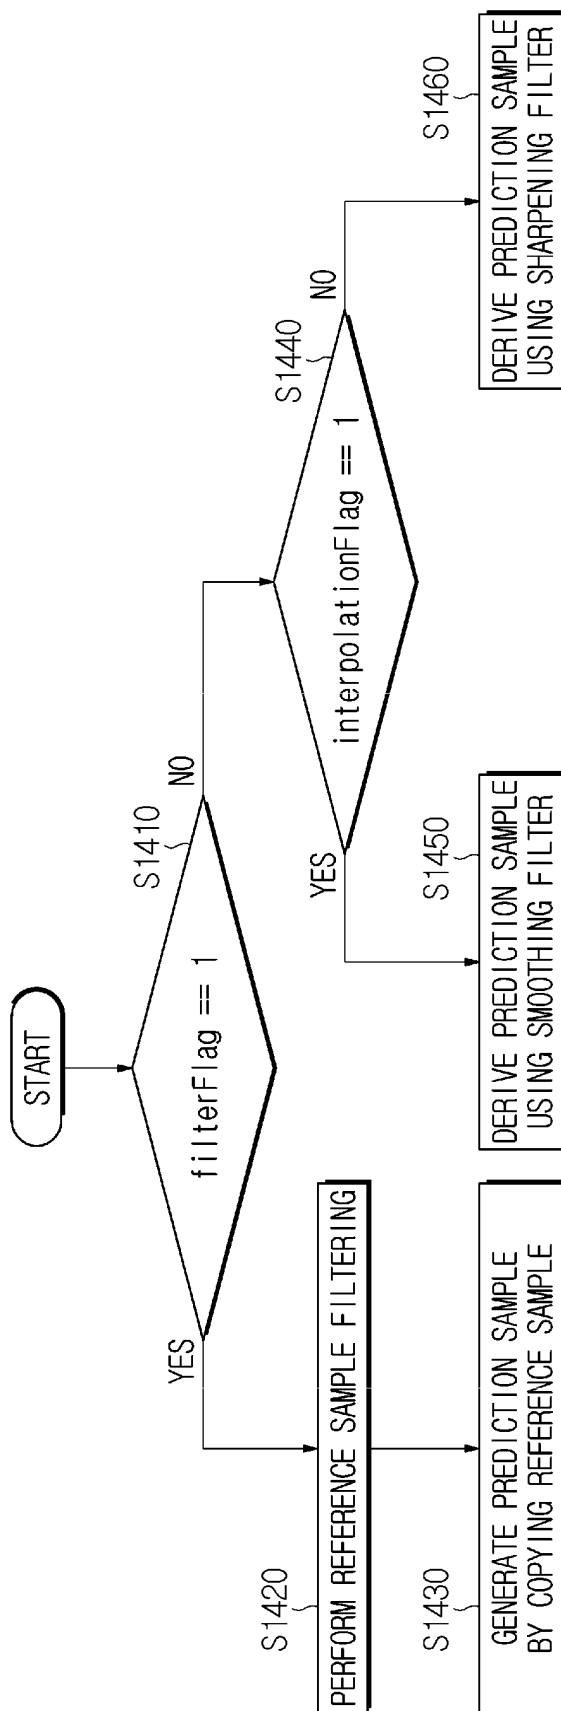 START
S1410
filterFlag == 1
YES
NO
S1420
PERFORM REFERENCE SAMPLE FILTERING
S1440
interpolationFlag == 1
YES
NO
S1430
GENERATE PREDICTION SAMPLE
BY COPYING REFERENCE SAMPLE
S1450
DERIVE PREDICTION SAMPLE
USING SMOOTHING FILTER
S1460
DERIVE PREDICTION SAMPLE
USING SHARPENING FILTER